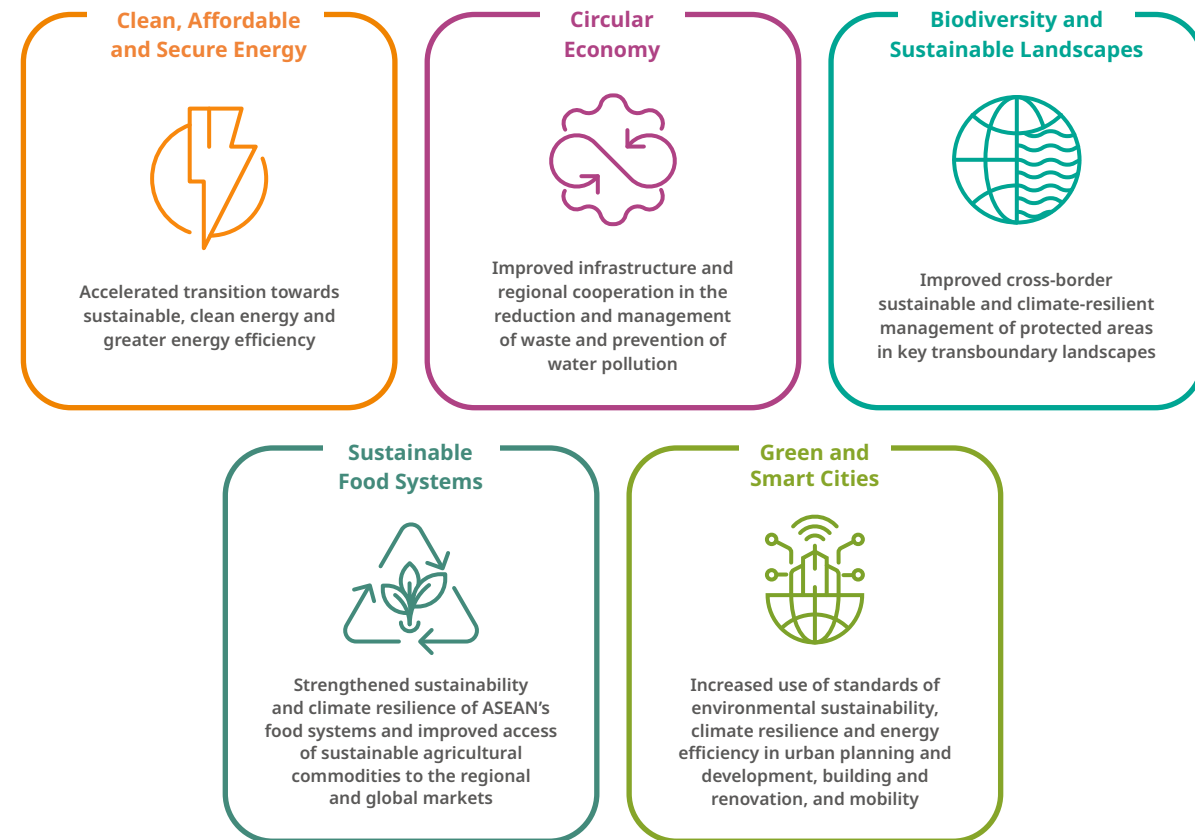 Clean, Affordable
and Secure Energy
Accelerated transition towards
sustainable, clean energy and
greater energy efficiency
Circular
Economy
Improved infrastructure and
regional cooperation in the
reduction and management
of waste and prevention of
water pollution
Biodiversity and
Sustainable Landscapes
Improved cross-border
sustainable and climate-resilient
management of protected areas
in key transboundary landscapes
Sustainable
Food Systems
Strengthened sustainability
and climate resilience of ASEAN’s
food systems and improved access
of sustainable agricultural
commodities to the regional
and global markets
Green and
Smart Cities
Increased use of standards of
environmental sustainability,
climate resilience and energy
efficiency in urban planning and
development, building and
renovation, and mobility